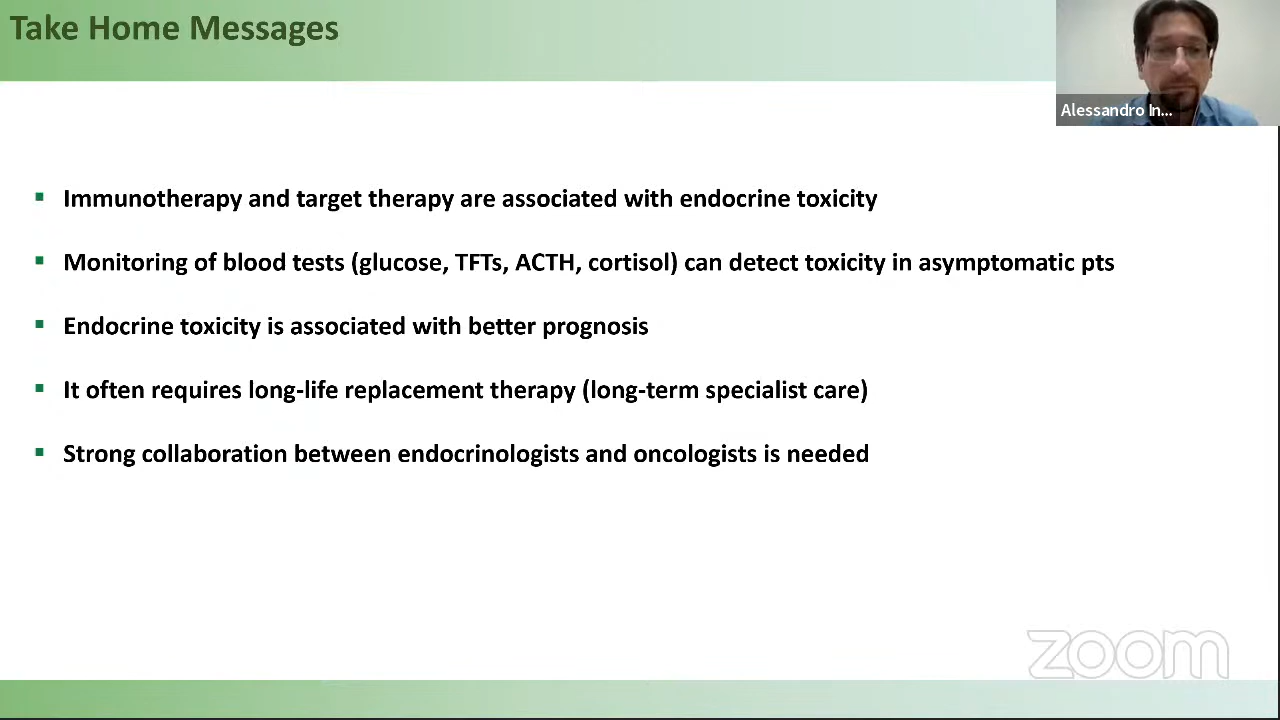 Take Home Messages
Alessandro In...
▪ Immunotherapy and target therapy are associated with endocrine toxicity
▪ Monitoring of blood tests (glucose, TFTs, ACTH, cortisol) can detect toxicity in asymptomatic pts
▪ Endocrine toxicity is associated with better prognosis
▪ It often requires long-life replacement therapy (long-term specialist care)
▪ Strong collaboration between endocrinologists and oncologists is needed
zoom